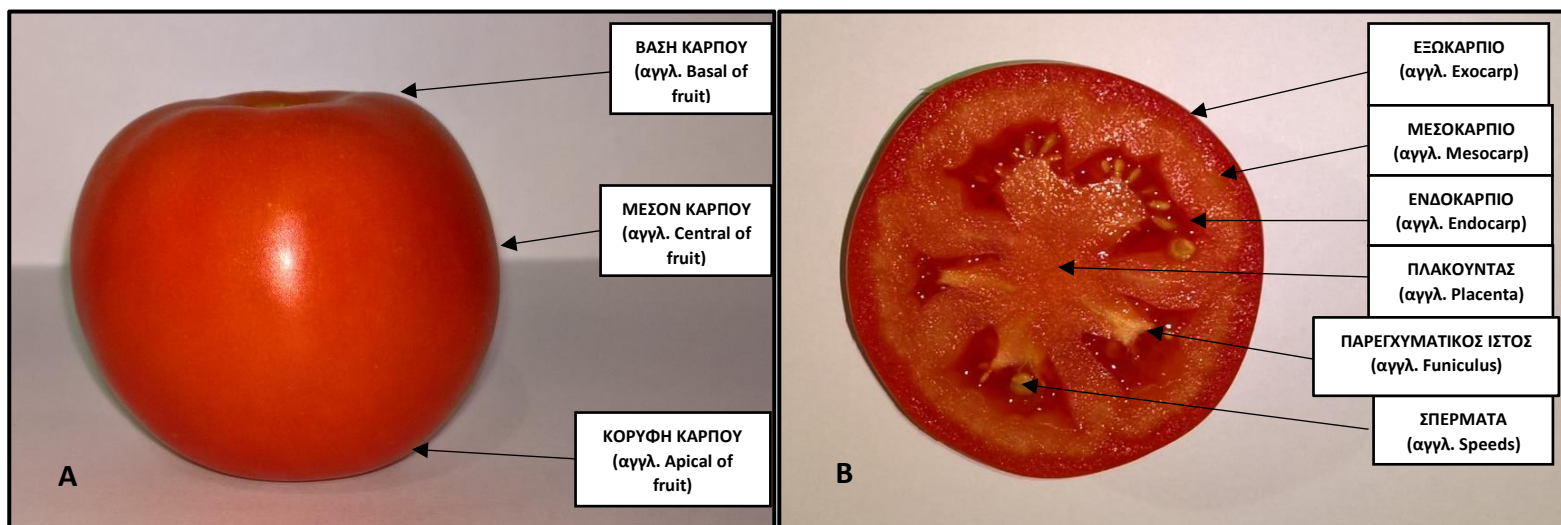 ΒΑΣΗ ΚΑΡΠΟΥ
(αγγλ. Basal of
fruit)
ΜΕΣΟΝ ΚΑΡΠΟΥ
(αγγλ. Central of
fruit)
ΚΟΡΥΦΗ ΚΑΡΠΟΥ
(αγγλ. Apical of
fruit)
A
ΕΞΩΚΑΡΠΙΟ
(αγγλ. Exocarp)
ΜΕΣΟΚΑΡΠΙΟ
(αγγλ. Mesocarp)
ΕΝΔΟΚΑΡΠΙΟ
(αγγλ. Endocarp)
ΠΛΑΚΟΥΝΤΑΣ
(αγγλ. Placenta)
ΠΑΡΕΓΧΥΜΑΤΙΚΟΣ ΙΣΤΟΣ
(αγγλ. Funiculus)
ΣΠΕΡΜΑΤΑ
(αγγλ. Speeds)
B